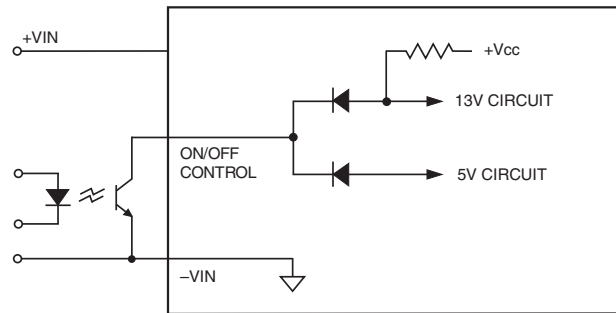 +VIN
+Vcc
13V CIRCUIT
ON/OFF
CONTROL
5V CIRCUIT
–VIN